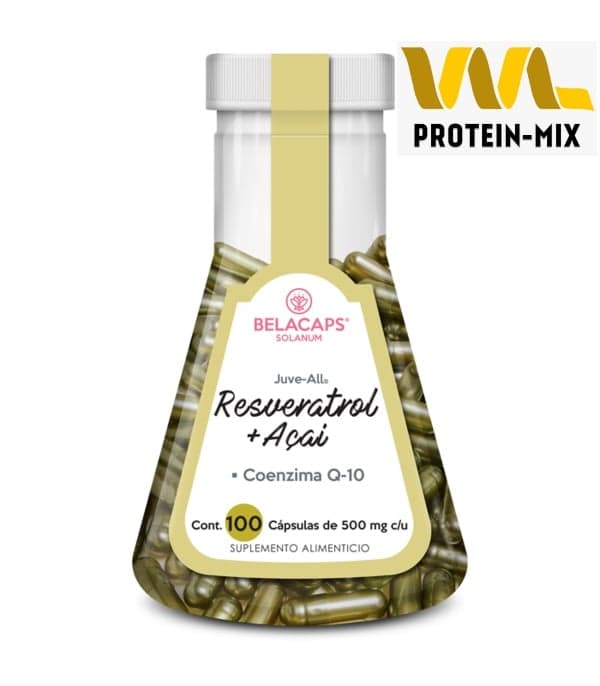 PROTEIN-MIX
BELACAPS®
SOLANUM
Juve-All®
Resveratrol
+ Açai
▪ Coenzima Q-10
Cont. 100 Cápsulas de 500 mg c/u
SUPLEMENTO ALIMENTICIO